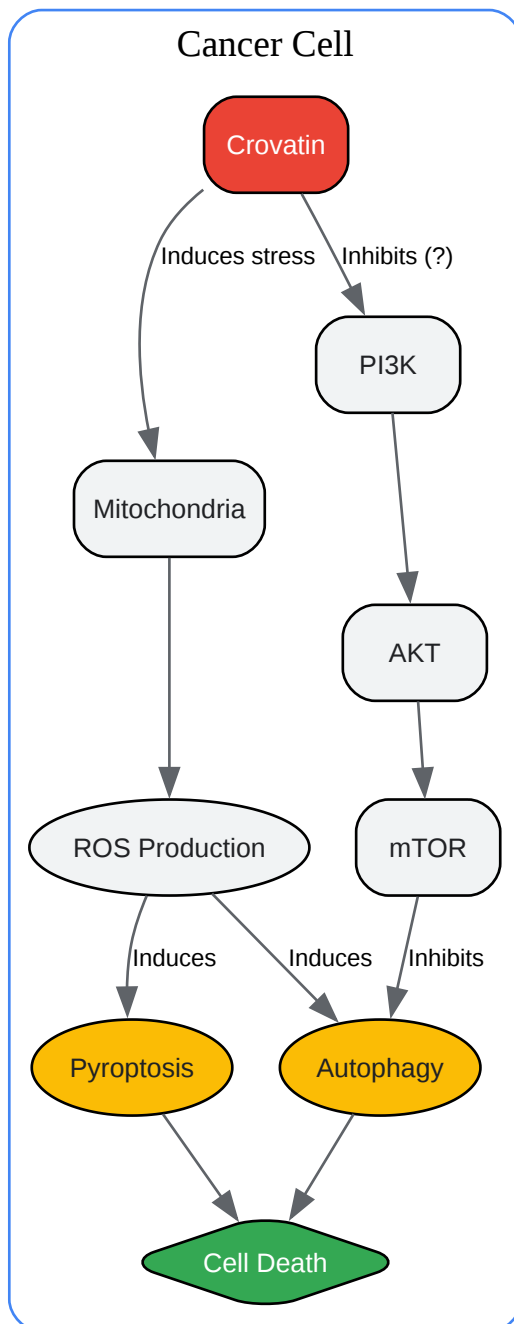 Cancer Cell
Crovatin
Induces stress
Inhibits (?)
PI3K
Mitochondria
AKT
ROS Production
mTOR
Induces
Induces
Inhibits
Pyroptosis
Autophagy
Cell Death